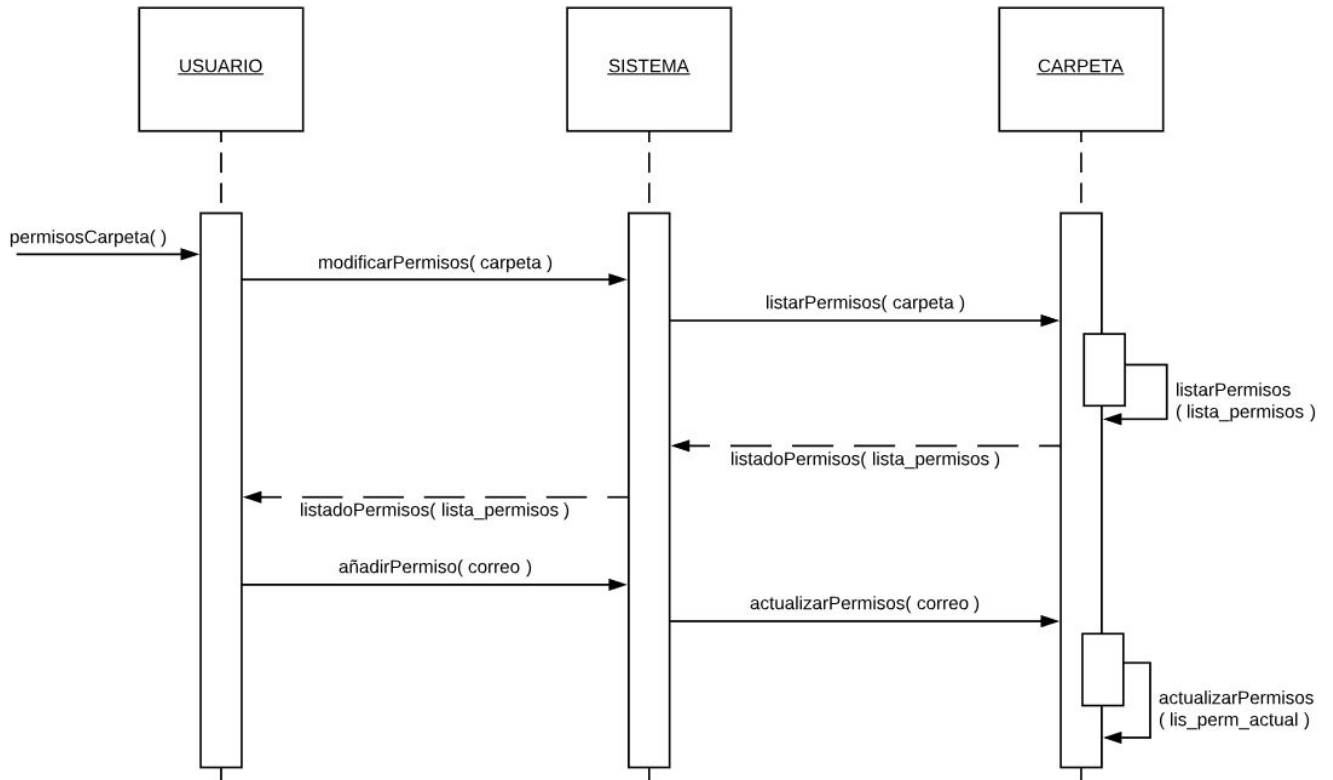 USUARIO
SISTEMA
CARPETA
permisosCarpeta( )
modificarPermisos( carpeta )
listarPermisos( carpeta )
listarPermisos
( lista_permisos )
listadoPermisos( lista_permisos )
listadoPermisos( lista_permisos )
añadirPermiso( correo )
actualizarPermisos( correo )
actualizarPermisos
( lis_perm_actual )